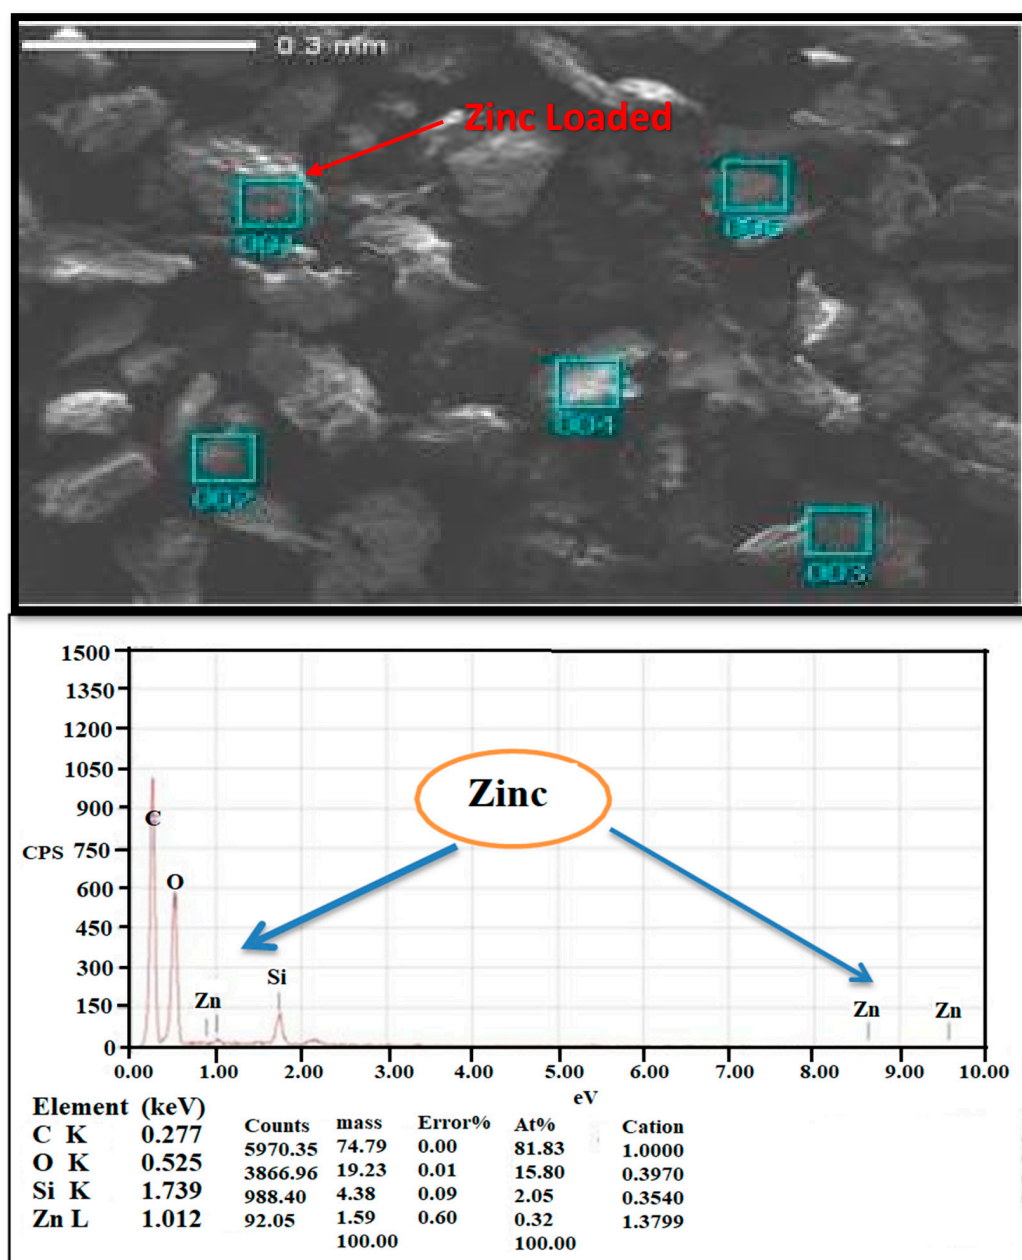 0.3 mm
Zinc Loaded
001
004
002
003
1500
1350
1200
1050
900
CPS 750
600
450
300
150
0
Zinc
C
O
Si
Zn
Zn
Zn
0.00 1.00 2.00 3.00 4.00 5.00 6.00 7.00 8.00 9.00 10.00
eV
Element (keV) Counts mass Error% At% Cation
C K 0.277 5970.35 74.79 0.00 81.83 1.0000
O K 0.525 3866.96 19.23 0.01 15.80 0.3970
Si K 1.739 988.40 4.38 0.09 2.05 0.3540
Zn L 1.012 92.05 1.59 0.60 0.32 1.3799
100.00 100.00